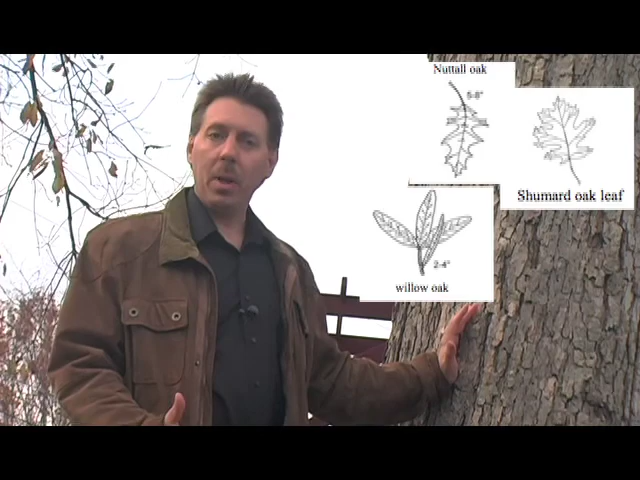 Nuttall oak
5-8"
Shumard oak leaf
2-4"
willow oak